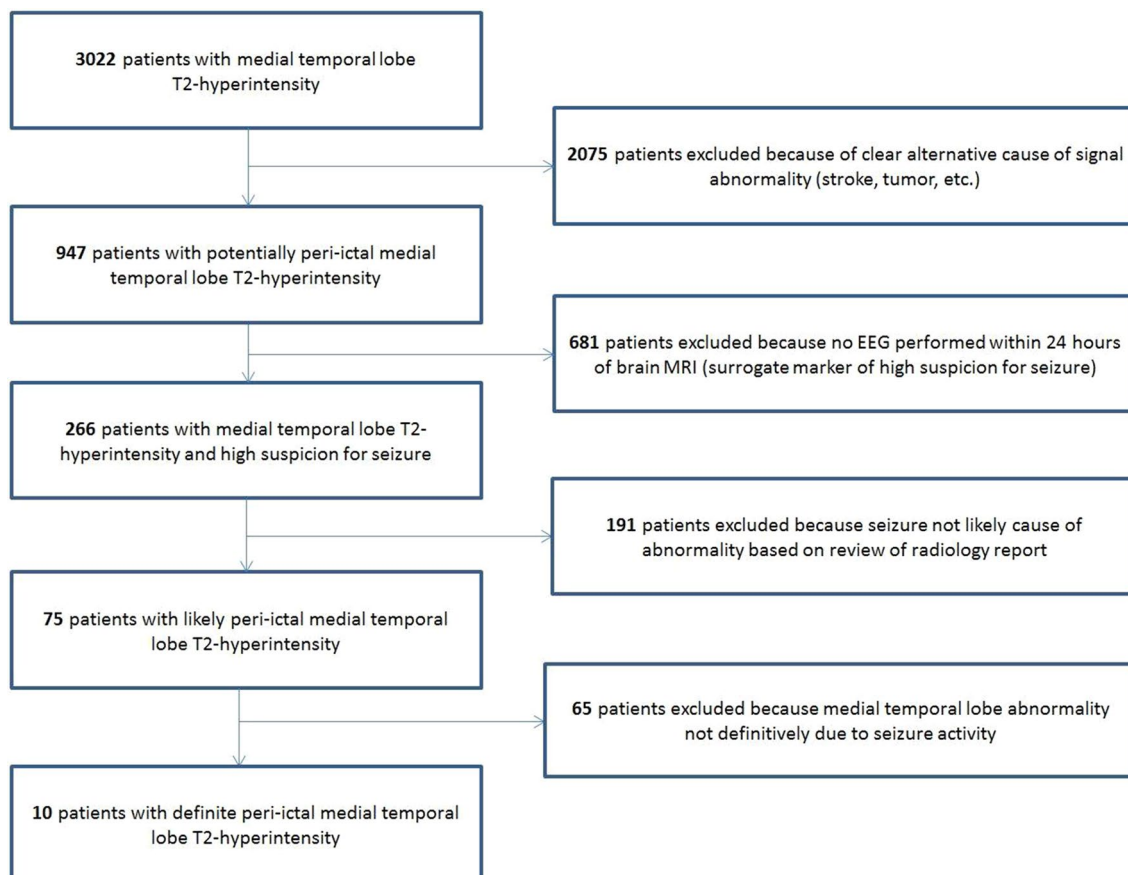 3022 patients with medial temporal lobe
T2-hyperintensity
2075 patients excluded because of clear alternative cause of signal
abnormality (stroke, tumor, etc.)
947 patients with potentially peri-ictal medial
temporal lobe T2-hyperintensity
681 patients excluded because no EEG performed within 24 hours
of brain MRI (surrogate marker of high suspicion for seizure)
266 patients with medial temporal lobe T2-
hyperintensity and high suspicion for seizure
191 patients excluded because seizure not likely cause of
abnormality based on review of radiology report
75 patients with likely peri-ictal medial temporal
lobe T2-hyperintensity
65 patients excluded because medial temporal lobe abnormality
not definitively due to seizure activity
10 patients with definite peri-ictal medial temporal
lobe T2-hyperintensity